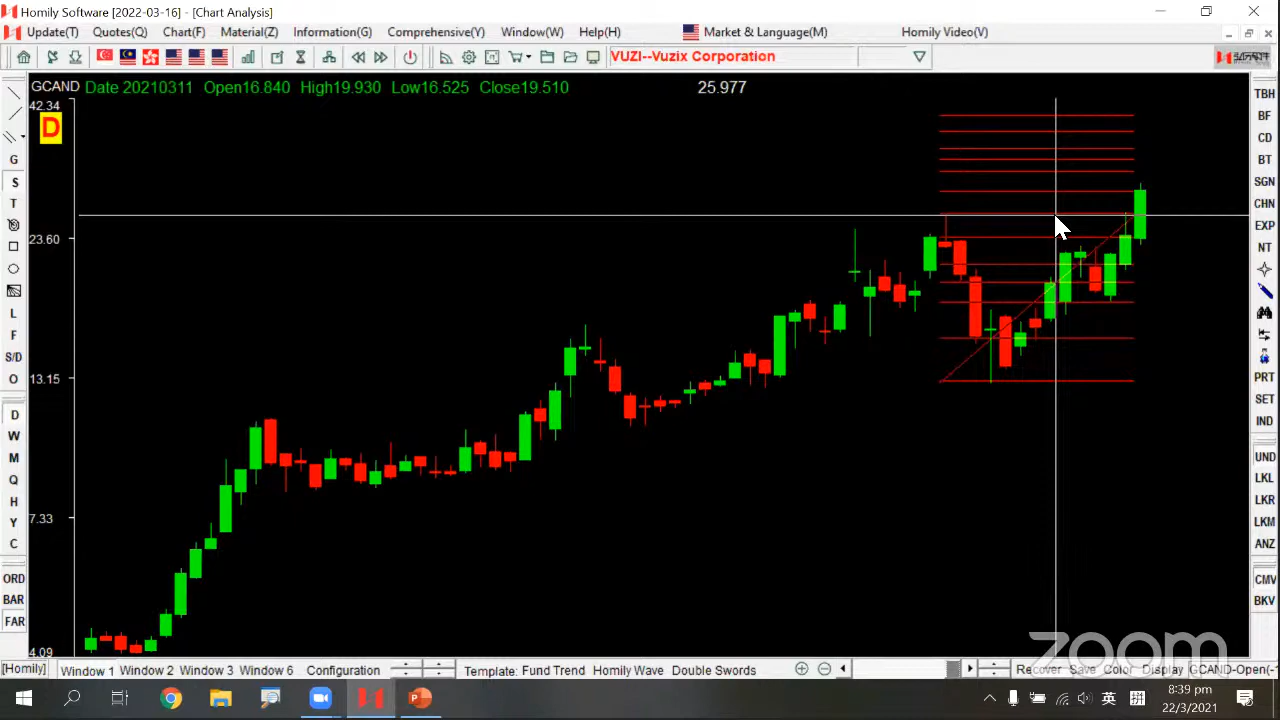 Homily Software [2022-03-16] - [Chart Analysis]
Update(T) Quotes(Z) Chart(F) Material(Z) Information(G) Comprehensive(Y) Window(W) Help(H) Market & Language(M) Homily Video(V)
VUZI--Vuzix Corporation
GCAND Date 20210311 Open16.840 High19.930 Low16.525 Close19.510 25.977
42.34
D
23.60
13.15
7.33
4.09
G
S
T
L
F
S/D
O
D
W
M
Q
H
Y
C
ORD
BAR
FAR
TBH
BF
CD
BT
SGN
CHN
EXP
NT
PRT
SET
IND
UND
LKL
LKR
LKM
ANZ
CMV
BKV
zoom
[Homily] Window 1 Window 2 Window 3 Window 6 Configuration Template: Full Trend Homily Wave Double Swords Recover Save Color Display GCAND-Open(-
英 拼 8:39 pm
22/3/2021